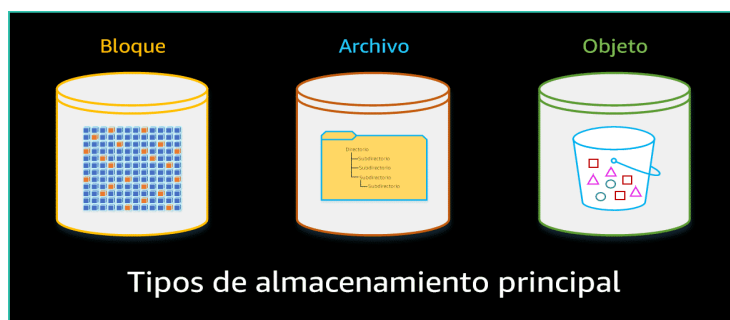 Bloque
Archivo
Objeto
Directorio
Subdirectorio
Subdirectorio
Subdirectorio
Subdirectorio
Tipos de almacenamiento principal